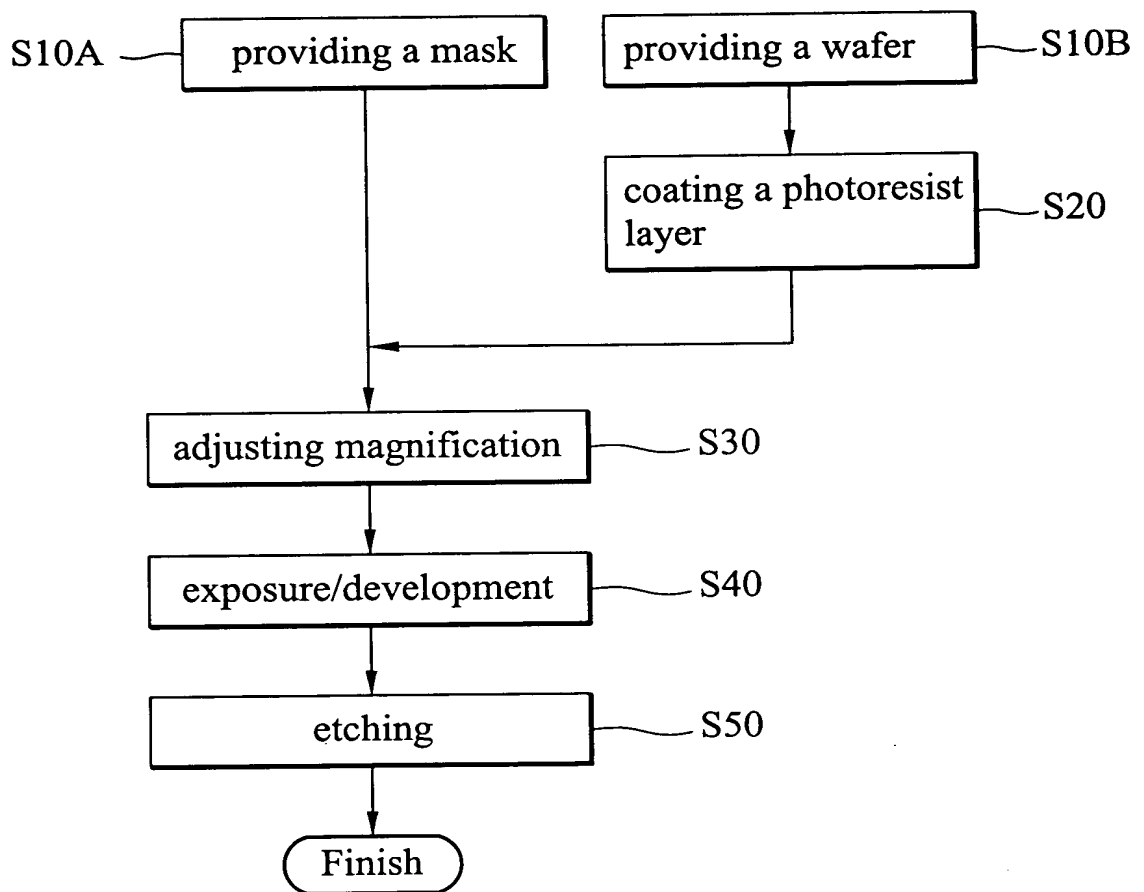 S10A
providing a mask
providing a wafer
S10B
coating a photoresist
layer
S20
adjusting magnification
S30
exposure/development
S40
etching
S50
Finish